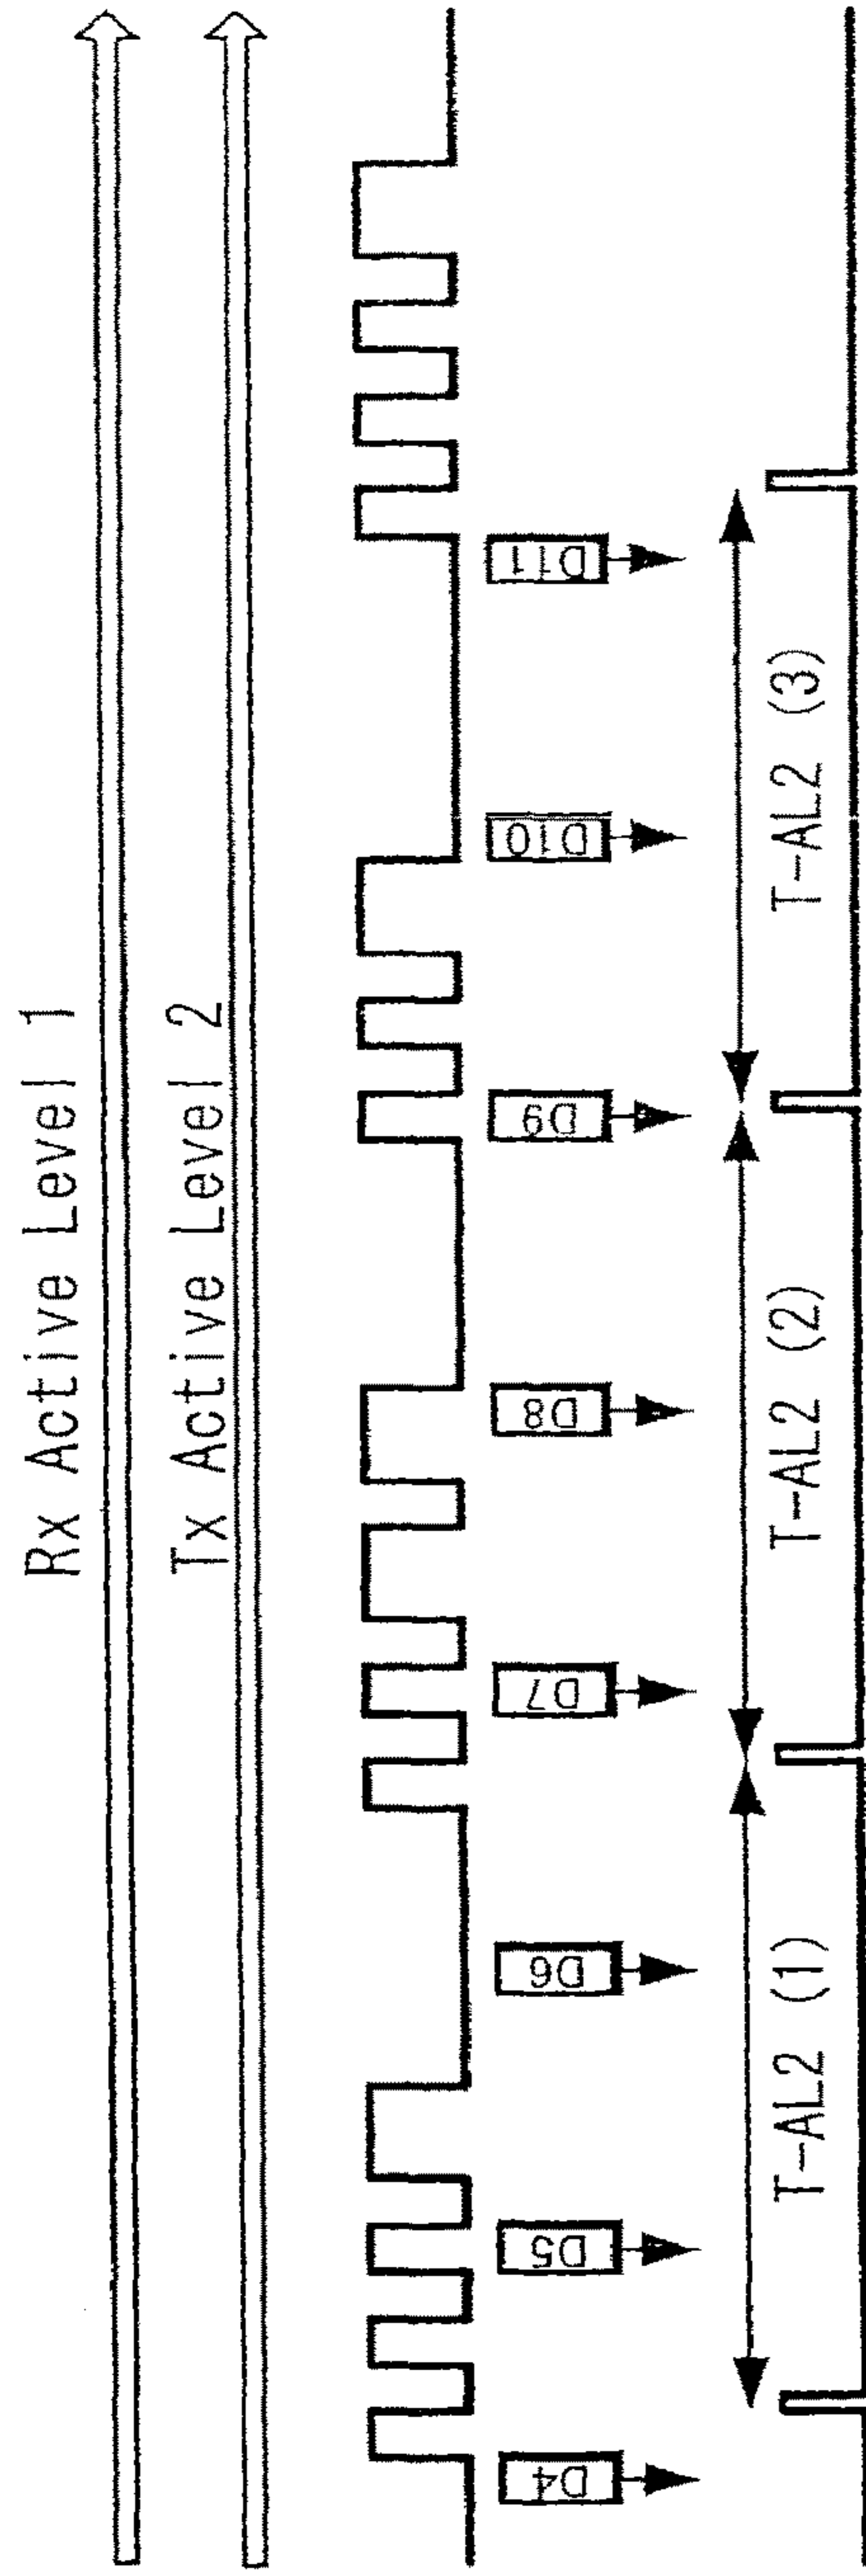 Rx Active Level 1
Tx Active Level 2
D4
D5
D6
D7
D8
D9
D10
D11
T-AL2 (1)
T-AL2 (2)
T-AL2 (3)